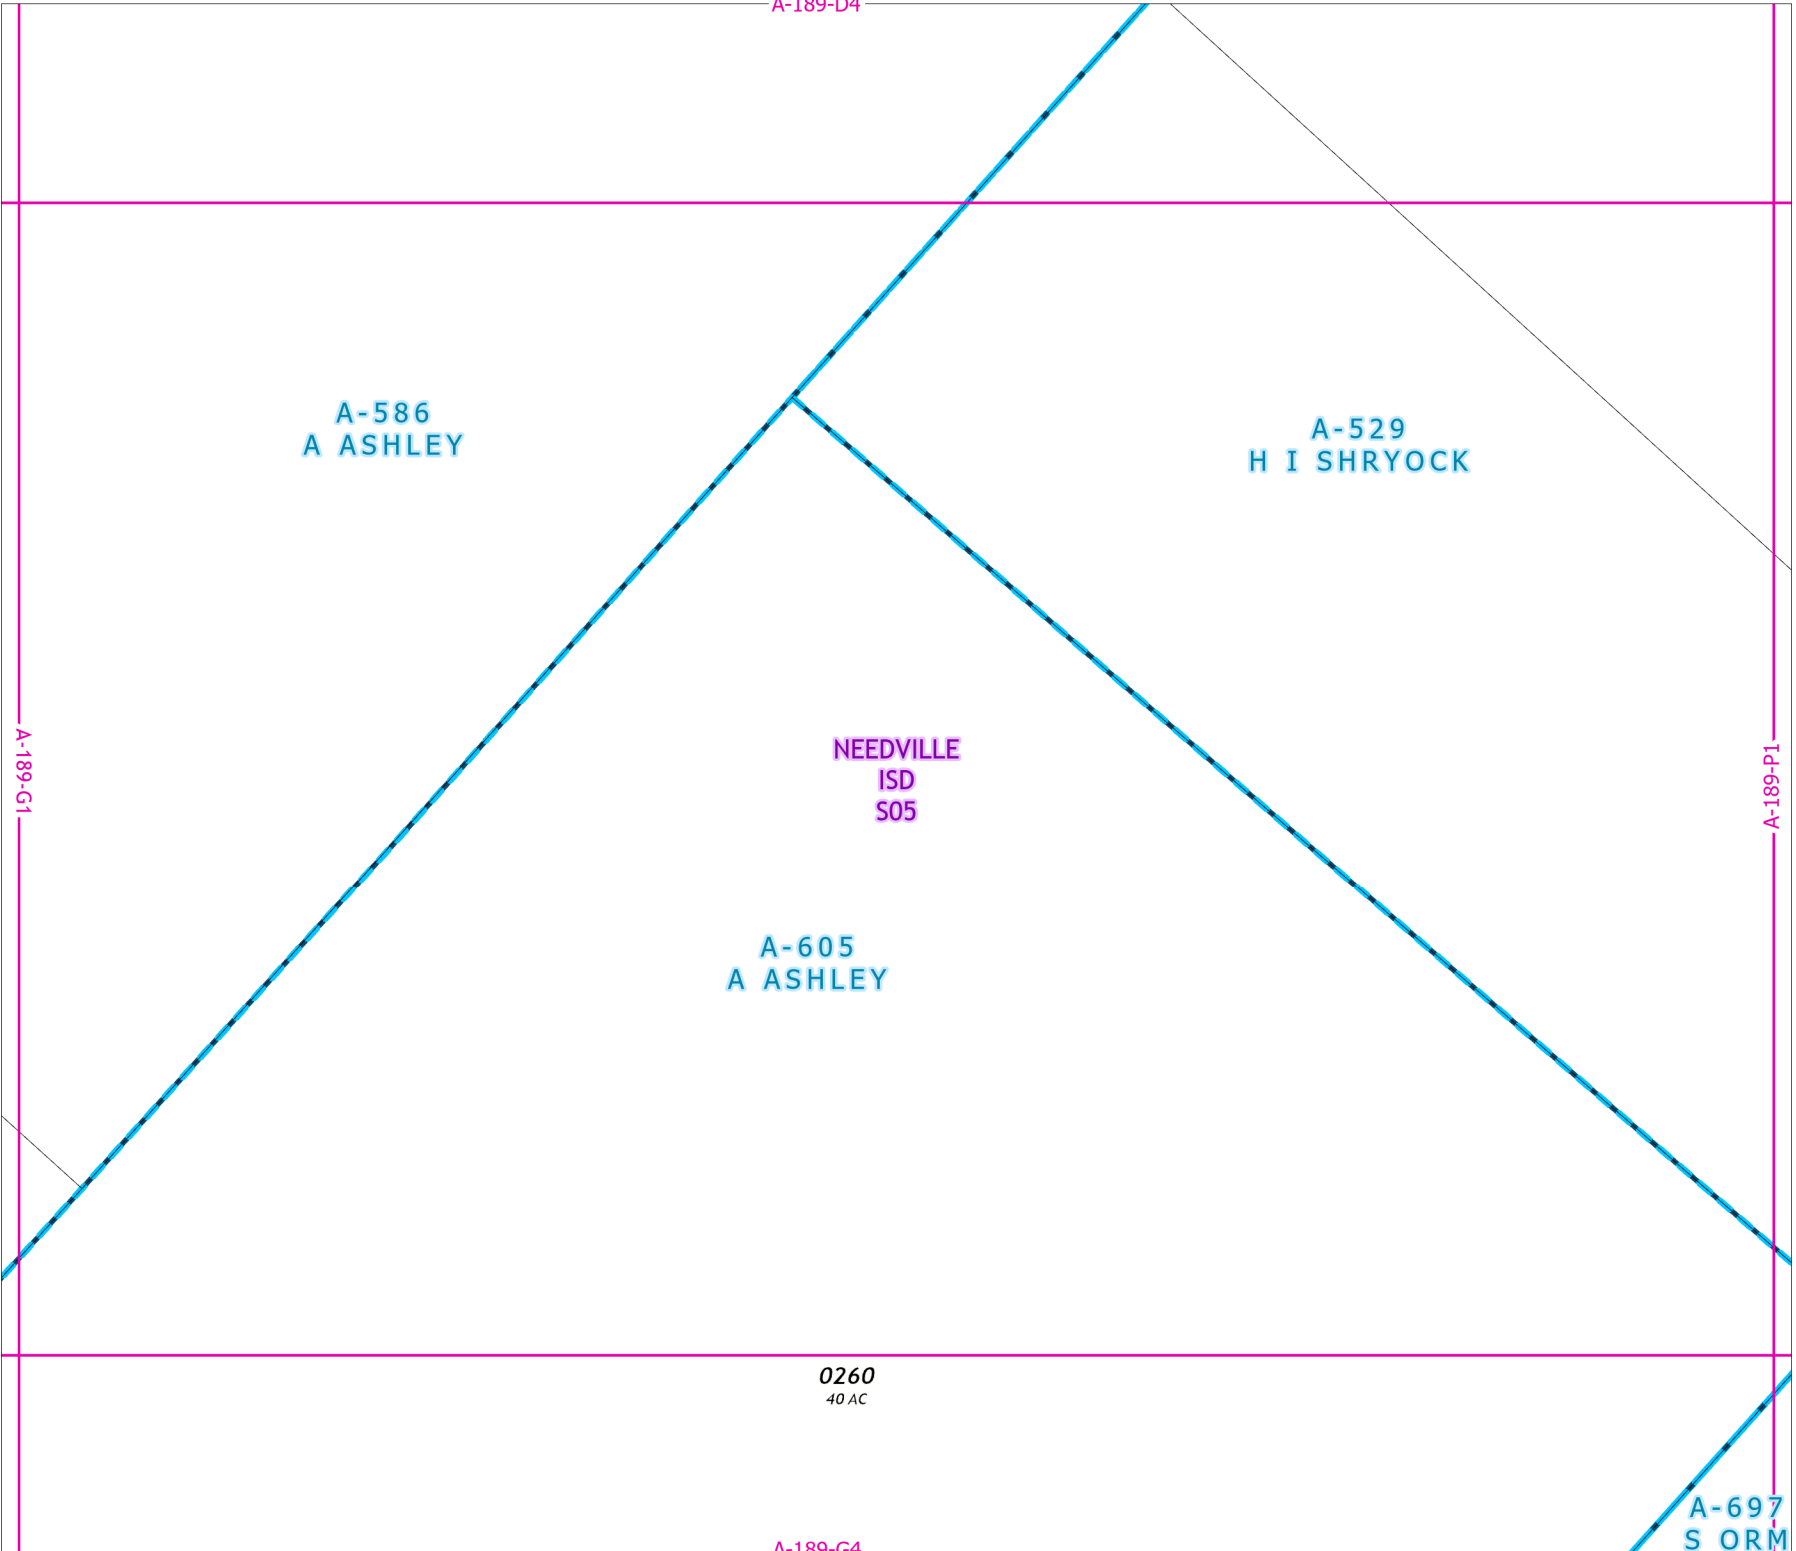 A-189-D4
A-586
A ASHLEY
A-529
H I SHRYOCK
A-189-G1
NEEDVILLE
ISD
S05
A-189-P1
A-605
A ASHLEY
0260
40 AC
A-697
S ORM
A-189-G4